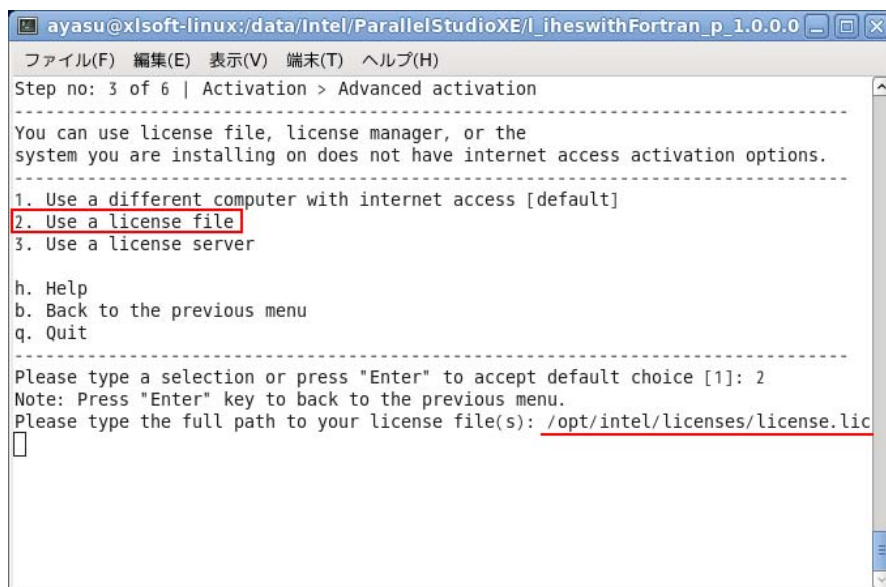 ayasu@xlsoft-linux:/data/Intel/ParallelStudioXE/l_iheswithFortran_p_1.0.0.0
ファイル(F) 編集(E) 表示(V) 端末(T) ヘルプ(H)
Step no: 3 of 6 | Activation > Advanced activation
--------------------------------------------------------------------------------
You can use license file, license manager, or the
system you are installing on does not have internet access activation options.
--------------------------------------------------------------------------------
1. Use a different computer with internet access [default]
2. Use a license file
3. Use a license server
h. Help
b. Back to the previous menu
q. Quit
--------------------------------------------------------------------------------
Please type a selection or press "Enter" to accept default choice [1]: 2
Note: Press "Enter" key to back to the previous menu.
Please type the full path to your license file(s): /opt/intel/licenses/license.lic